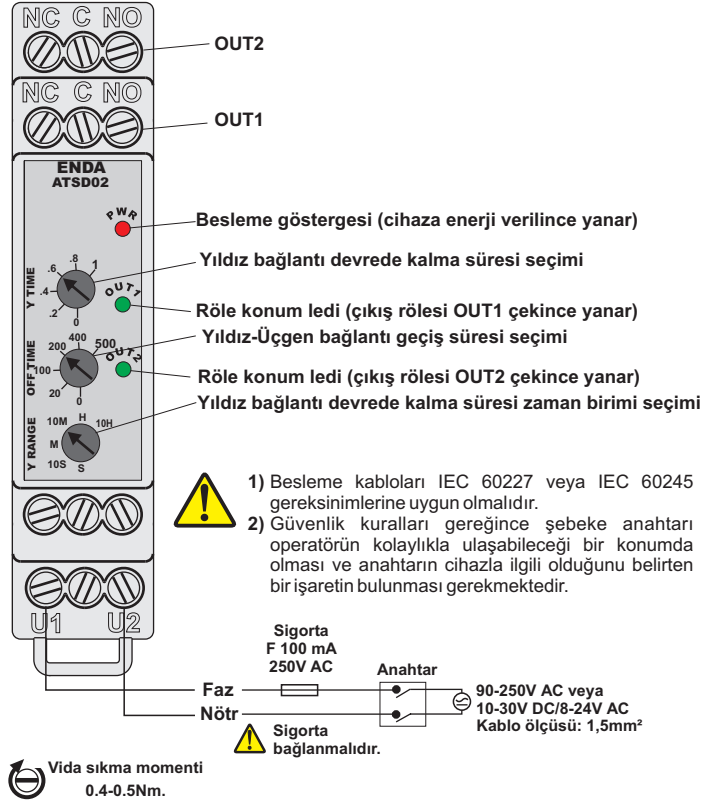 NC C NO
OUT2
NC C NO
OUT1
ENDA
ATSD02
PWR
Besleme göstergesi (cihaza enerji verilince yanar)
Yıldız bağlantı devrede kalma süresi seçimi
Y TIME
0
.2
.4
.6
.8
1
OUT1
Röle konum ledi (çıkış rölesi OUT1 çekince yanar)
Yıldız-Üçgen bağlantı geçiş süresi seçimi
OFF TIME
0
20
100
200
400
500
OUT2
Röle konum ledi (çıkış rölesi OUT2 çekince yanar)
Yıldız bağlantı devrede kalma süresi zaman birimi seçimi
Y RANGE
S
10S
M
10M
H
10H
1) Besleme kabloları IEC 60227 veya IEC 60245
gereksinimlerine uygun olmalıdır.
2) Güvenlik kuralları gereğince şebeke anahtarı
operatörün kolaylıkla ulaşabileceği bir konumda
olması ve anahtarın cihazla ilgili olduğunu belirten
bir işaretin bulunması gerekmektedir.
U1 U2
Sigorta
F 100 mA
250V AC
Anahtar
Faz
Nötr
90-250V AC veya
10-30V DC/8-24V AC
Kablo ölçüsü: 1,5mm²
Sigorta
bağlanmalıdır.
Vida sıkma momenti
0.4-0.5Nm.